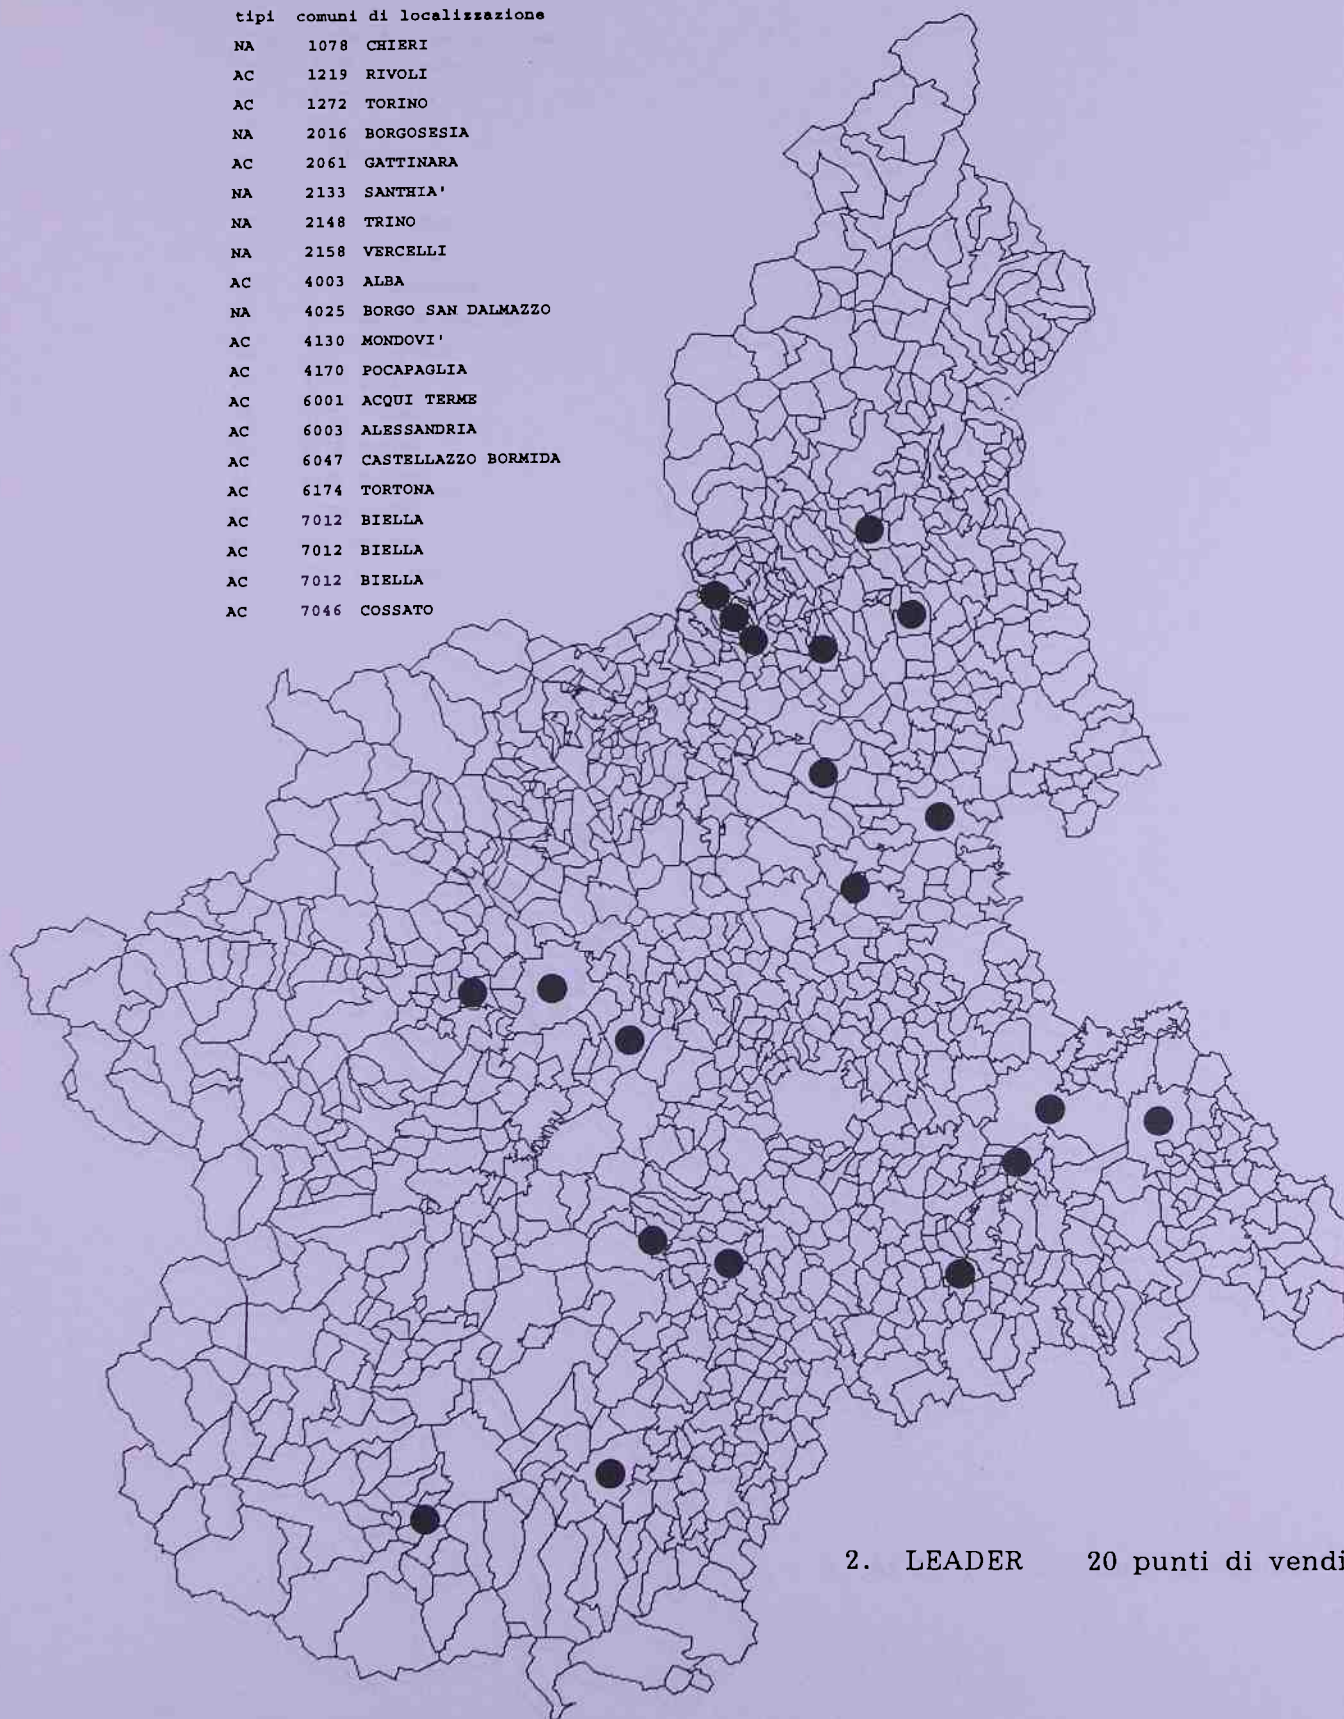 tipi comuni di localizzazione
NA 1078 CHIERI
AC 1219 RIVOLI
AC 1272 TORINO
NA 2016 BORGOSESIA
AC 2061 GATTINARA
NA 2133 SANTHIA'
NA 2148 TRINO
NA 2158 VERCELLI
AC 4003 ALBA
NA 4025 BORGO SAN DALMAZZO
AC 4130 MONDOVI'
AC 4170 POCAPAGLIA
AC 6001 ACQUI TERME
AC 6003 ALESSANDRIA
AC 6047 CASTELLAZZO BORMIDA
AC 6174 TORTONA
AC 7012 BIELLA
AC 7012 BIELLA
AC 7012 BIELLA
AC 7046 COSSATO
2. LEADER 20 punti di vendi